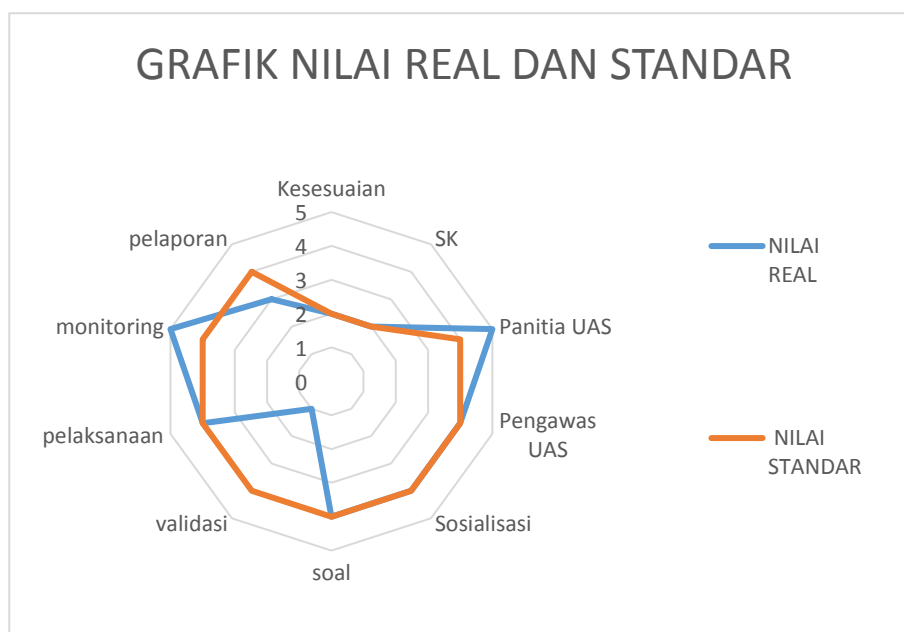 GRAFIK NILAI REAL DAN STANDAR
Kesesuaian
SK
Panitia UAS
Pengawas
UAS
Sosialisasi
soal
validasi
pelaksanaan
monitoring
pelaporan
5
4
3
2
1
0
NILAI
REAL
NILAI
STANDAR